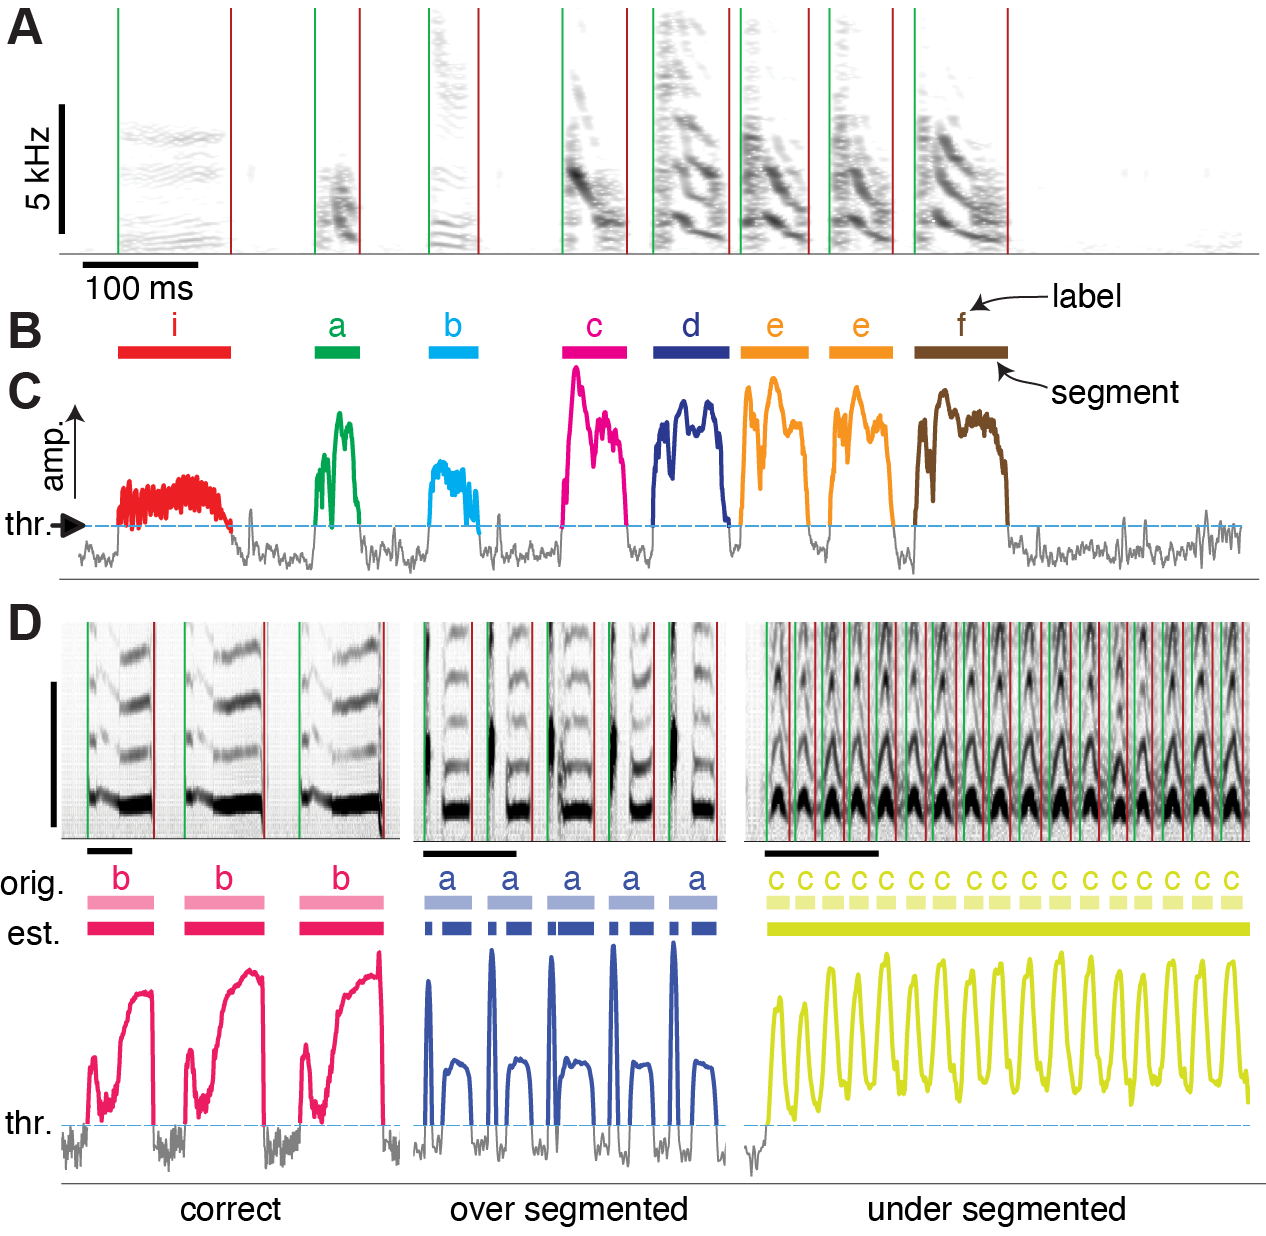 A
5 kHz
100 ms
label
B
i a b c d e e f
C
segment
amp.
thr.
D
orig.
b b b
a a a a a
c c c c c c c c c c c c c c c c c
est.
thr.
correct
over segmented
under segmented